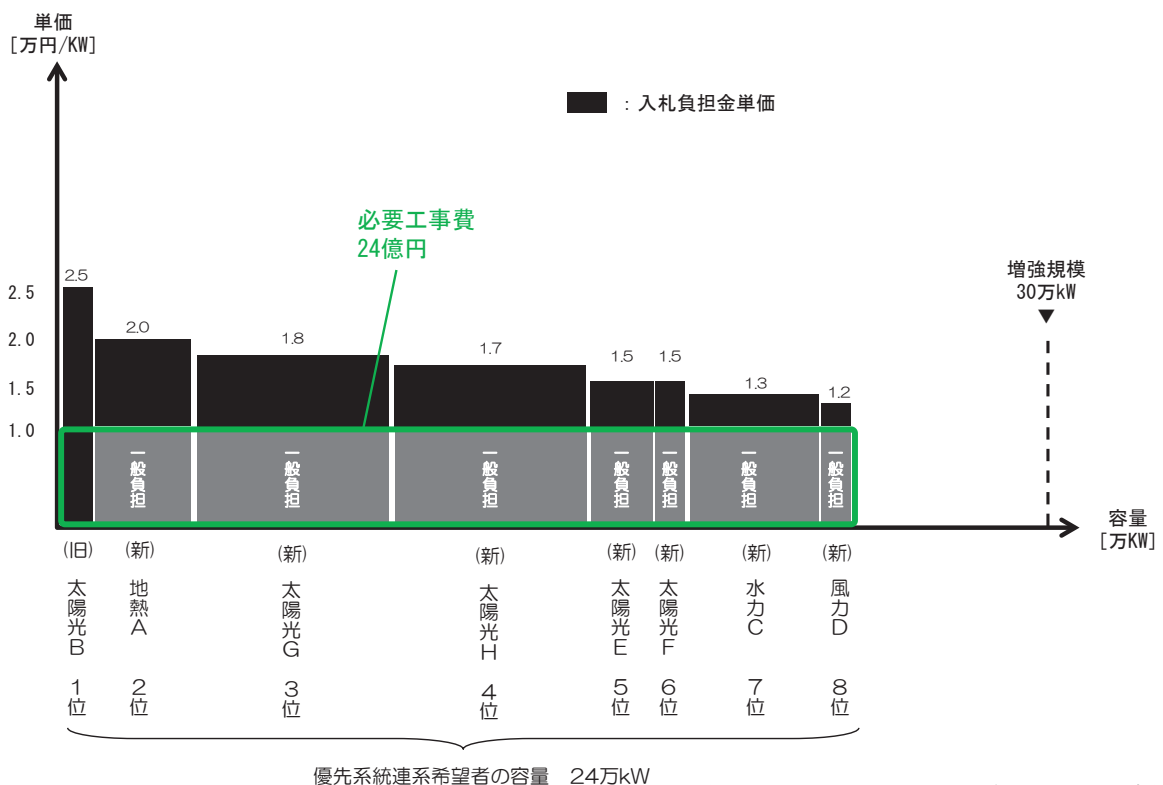 単価
[万円/KW]
：入札負担金単価
必要工事費
24億円
増強規模
30万kW
2.5
2.0
1.5
1.0
2.5
2.0
1.8
1.7
1.5
1.5
1.3
1.2
一般負担
一般負担
一般負担
一般負担
一般負担
一般負担
一般負担
容量
[万KW]
(旧)
太陽光B
1位
(新)
地熱A
2位
(新)
太陽光G
3位
(新)
太陽光H
4位
(新)
太陽光E
5位
(新)
太陽光F
6位
(新)
水力C
7位
(新)
風力D
8位
優先系統連系希望者の容量　24万kW